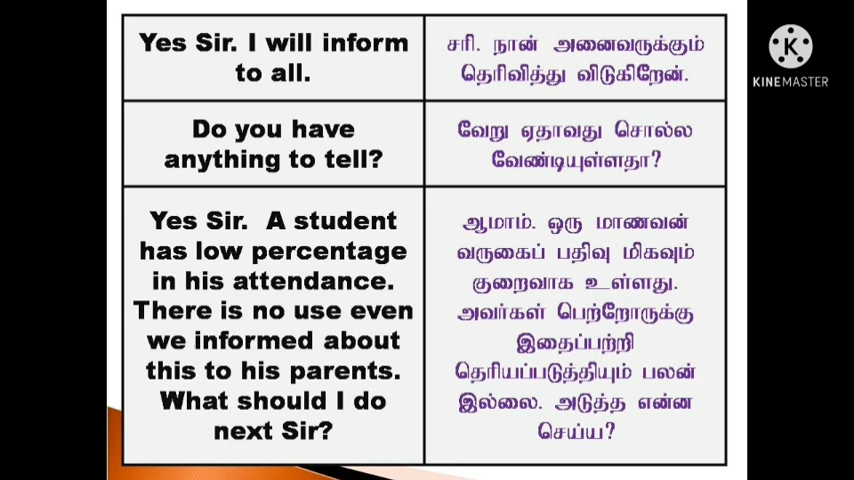 Yes Sir. I will inform
to all.
சரி. நான் அனைவருக்கும்
தெரிவித்து விடுகிறேன்.
Do you have
anything to tell?
வேறு ஏதாவது சொல்ல
வேண்டியுள்ளதா?
Yes Sir. A student
has low percentage
in his attendance.
There is no use even
we informed about
this to his parents.
What should I do
next Sir?
ஆமாம். ஒரு மாணவன்
வருகைப் பதிவு மிகவும்
குறைவாக உள்ளது.
அவர்கள் பெற்றோருக்கு
இதைப்பற்றி
தெரியப்படுத்தியும் பலன்
இல்லை. அடுத்த என்ன
செய்ய?
K
KINEMASTER